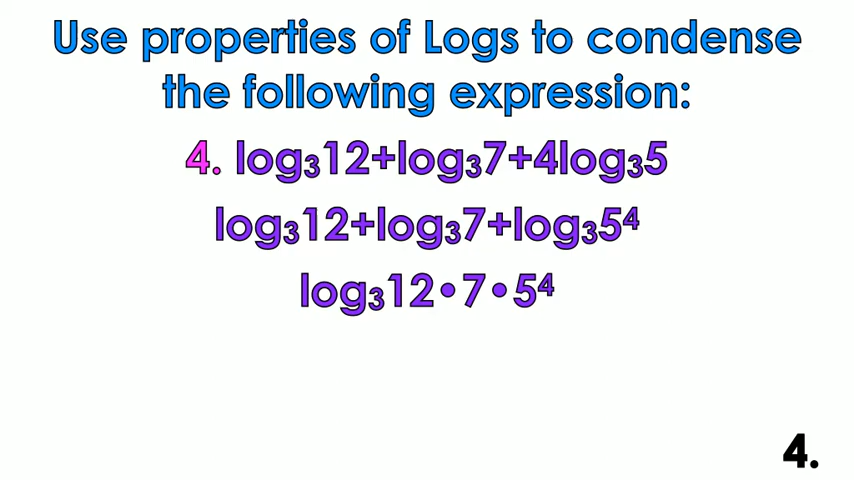 Use properties of Logs to condense
the following expression:
4. log₃12+log₃7+4log₃5
log₃12+log₃7+log₃5⁴
log₃12•7•5⁴
4.